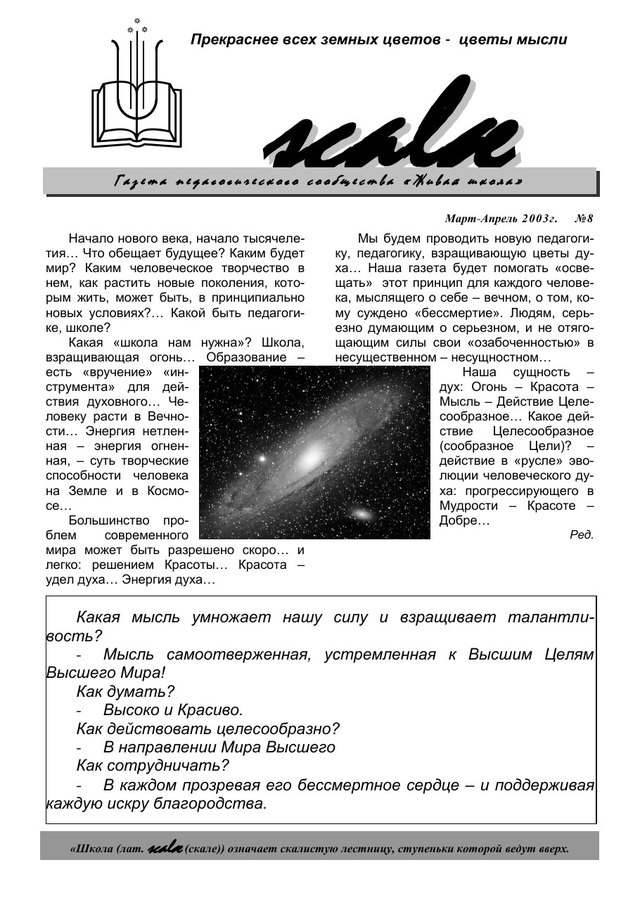 Прекраснее всех земных цветов - цветы мысли
scalæ
Газета педагогического сообщества «Живая школа»
Март-Апрель 2003г. №8
Начало нового века, начало тысячеле-
тия… Что обещает будущее? Каким будет
мир? Каким человеческое творчество в
нем, как растить новые поколения, кото-
рым жить, может быть, в принципиально
новых условиях?… Какой быть педагоги-
ке, школе?
Какая «школа нам нужна»? Школа,
взращивающая огонь… Образование –
есть «вручение» «ин-
струмента» для дей-
ствия духовного… Че-
ловеку расти в Вечно-
сти… Энергия нетлен-
ная – энергия огнен-
ная, – суть творческие
способности человека
на Земле и в Космо-
се…
Большинство про-
блем современного
мира может быть разрешено скоро… и
легко: решением Красоты… Красота –
удел духа… Энергия духа…
Мы будем проводить новую педагоги-
ку, педагогику, взращивающую цветы ду-
ха… Наша газета будет помогать «осве-
щать» этот принцип для каждого челове-
ка, мыслящего о себе – вечном, о том, ко-
му суждено «бессмертие». Людям, серь-
езно думающим о серьезном, и не отяго-
щающим силы свои «озабоченностью» в
несущественном – несущностном…
Наша сущность –
дух: Огонь – Красота –
Мысль – Действие Целе-
сообразное… Какое дей-
ствие Целесообразное
(сообразное Цели)? –
действие в «русле» эво-
люции человеческого ду-
ха: прогрессирующего в
Мудрости – Красоте –
Добре…
Ред.
Какая мысль умножает нашу силу и взращивает талантли-
вость?
- Мысль самоотверженная, устремленная к Высшим Целям
Высшего Мира!
Как думать?
- Высоко и Красиво.
Как действовать целесообразно?
- В направлении Мира Высшего
Как сотрудничать?
- В каждом прозревая его бессмертное сердце – и поддерживая
каждую искру благородства.
«Школа (лат. scalæ (скале)) означает скалистую лестницу, ступеньки которой ведут вверх.